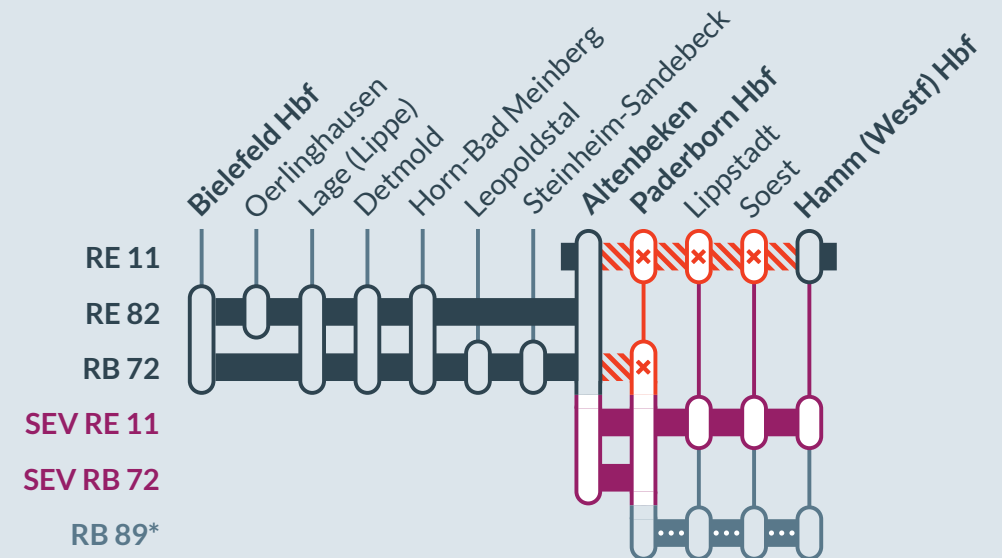 Bielefeld Hbf
Oerlinghausen
Lage (Lippe)
Detmold
Horn-Bad Meinberg
Leopoldstal
Steinheim-Sandebeck
Altenbeken
Paderborn Hbf
Lippstadt
Soest
Hamm (Westf) Hbf
RE 11
RE 82
RB 72
SEV RE 11
SEV RB 72
RB 89*